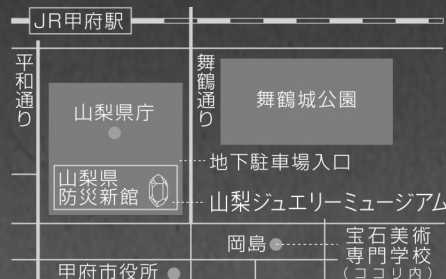 JR甲府駅
平和通り
舞鶴通り
山梨県庁
舞鶴城公園
地下駐車場入口
山梨県
防災新館
山梨ジュエリーミュージアム
岡島
宝石美術
専門学校
(ココリ内
甲府市役所